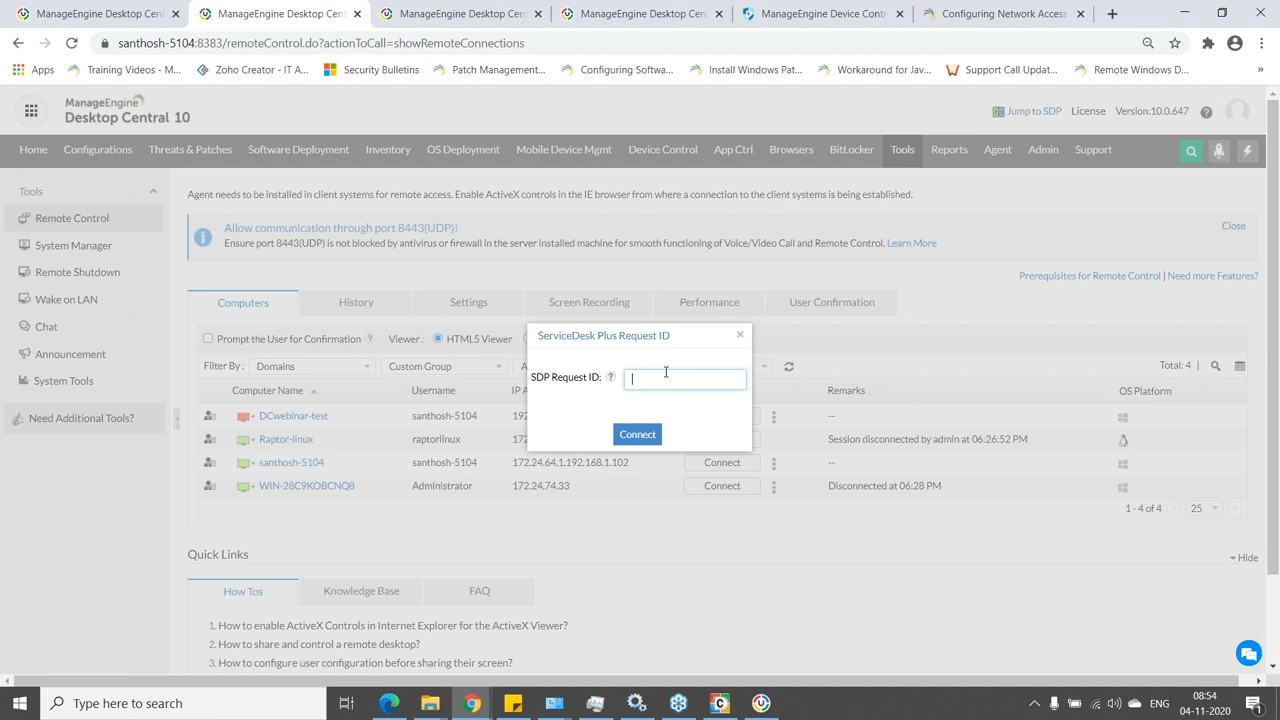 ManageEngine Desktop Cent
ManageEngine Desktop Cent
ManageEngine Desktop Cent
ManageEngine Desktop Cent
ManageEngine Device Contr
Configuring Network Access
santhosh-5104:8383/remoteControl.do?actionToCall=showRemoteConnections
Apps
Training Videos - M...
Zoho Creator - IT A...
Security Bulletins
Patch Management...
Configuring Softwa...
Install Windows Pat...
Workaround for Jav...
Support Call Updat...
Remote Windows D...
»
ManageEngine
Desktop Central 10
Jump to SDP
License
Version:10.0.647
Home
Configurations
Threats & Patches
Software Deployment
Inventory
OS Deployment
Mobile Device Mgmt
Device Control
App Ctrl
Browsers
BitLocker
Tools
Reports
Agent
Admin
Support
Tools
Remote Control
System Manager
Remote Shutdown
Wake on LAN
Chat
Announcement
System Tools
Need Additional Tools?
Agent needs to be installed in client systems for remote access. Enable ActiveX controls in the IE browser from where a connection to the client systems is being established.
Allow communication through port 8443(UDP)!
Close
Ensure port 8443(UDP) is not blocked by antivirus or firewall in the server installed machine for smooth functioning of Voice/Video Call and Remote Control. Learn More
Prerequisites for Remote Control | Need more Features?
Computers
History
Settings
Screen Recording
Performance
User Confirmation
Prompt the User for Confirmation ?
Viewer :
HTML5 Viewer
Filter By :
Domains
Custom Group
Total: 4
Computer Name
Username
IP A
Remarks
OS Platform
DCwebinar-test
santhosh-5104
192
--
Raptor-linux
raptorlinux
172
Session disconnected by admin at 06:26:52 PM
santhosh-5104
santhosh-5104
172.24.64.1,192.168.1.102
Connect
--
WIN-28C9KOBCNQ8
Administrator
172.24.74.33
Connect
Disconnected at 06:28 PM
1 - 4 of 4
25
ServiceDesk Plus Request ID
SDP Request ID: ?
Connect
Quick Links
Hide
How Tos
Knowledge Base
FAQ
1. How to enable ActiveX Controls in Internet Explorer for the ActiveX Viewer?
2. How to share and control a remote desktop?
3. How to configure user configuration before sharing their screen?
Type here to search
ENG
08:54
04-11-2020
1